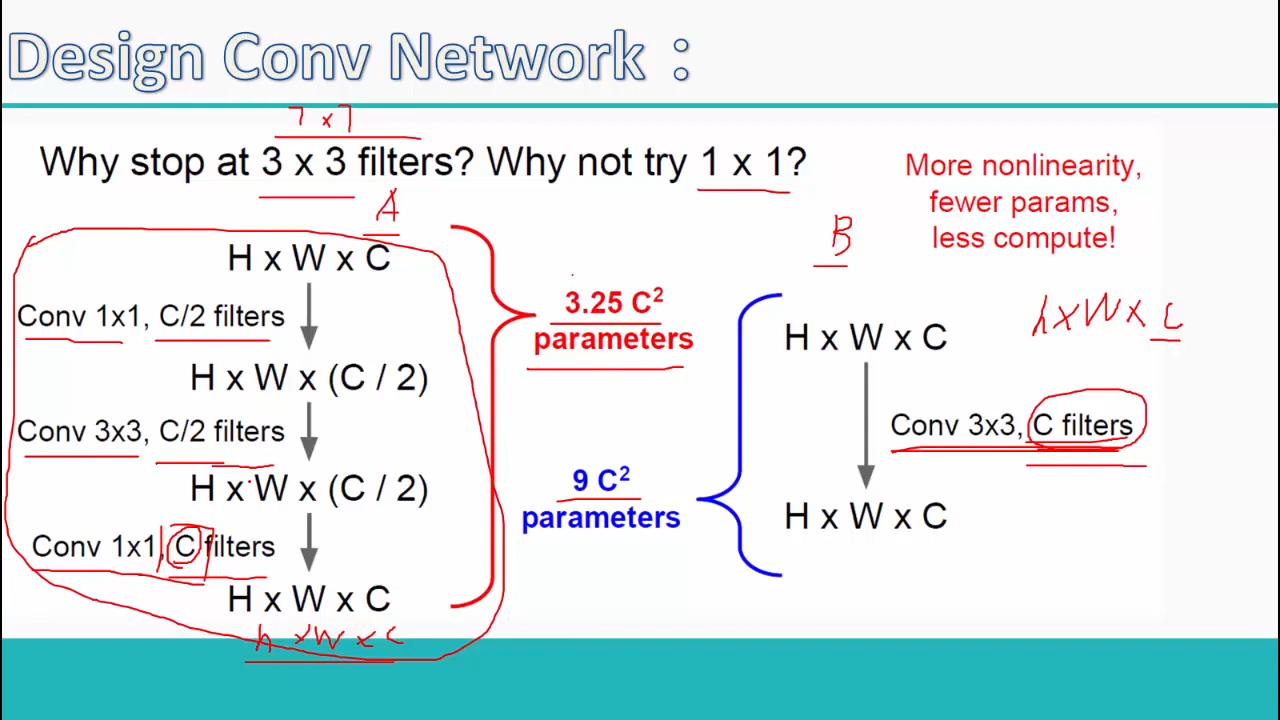 Design Conv Network :
7 x 7
Why stop at 3 x 3 filters? Why not try 1 x 1?
More nonlinearity,
fewer params,
less compute!
A
H x W x C
Conv 1x1, C/2 filters
H x W x (C / 2)
Conv 3x3, C/2 filters
H x W x (C / 2)
Conv 1x1, C filters
H x W x C
h x W x C
3.25 C²
parameters
9 C²
parameters
B
H x W x C
h x W x C
Conv 3x3, C filters
H x W x C